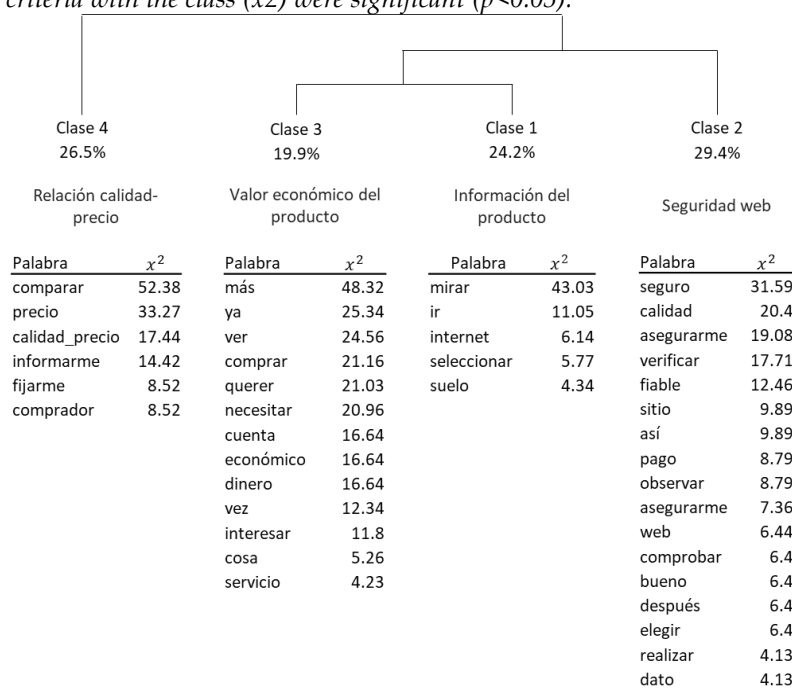 criteria with the class (x2) were significant (p<0.05).
Clase 4
26.5%
Relación calidad-
precio
Palabra x²
comparar 52.38
precio 33.27
calidad_precio 17.44
informarme 14.42
fijarme 8.52
comprador 8.52
Clase 3
19.9%
Valor económico del
producto
Palabra x²
más 48.32
ya 25.34
ver 24.56
comprar 21.16
querer 21.03
necesitar 20.96
cuenta 16.64
económico 16.64
dinero 16.64
vez 12.34
interesar 11.8
cosa 5.26
servicio 4.23
Clase 1
24.2%
Información del
producto
Palabra x²
mirar 43.03
ir 11.05
internet 6.14
seleccionar 5.77
suelo 4.34
Clase 2
29.4%
Seguridad web
Palabra x²
seguro 31.59
calidad 20.4
asegurarme 19.08
verificar 17.71
fiable 12.46
sitio 9.89
así 9.89
pago 8.79
observar 8.79
asegurarme 7.36
web 6.44
comprobar 6.4
bueno 6.4
después 6.4
elegir 6.4
realizar 4.13
dato 4.13